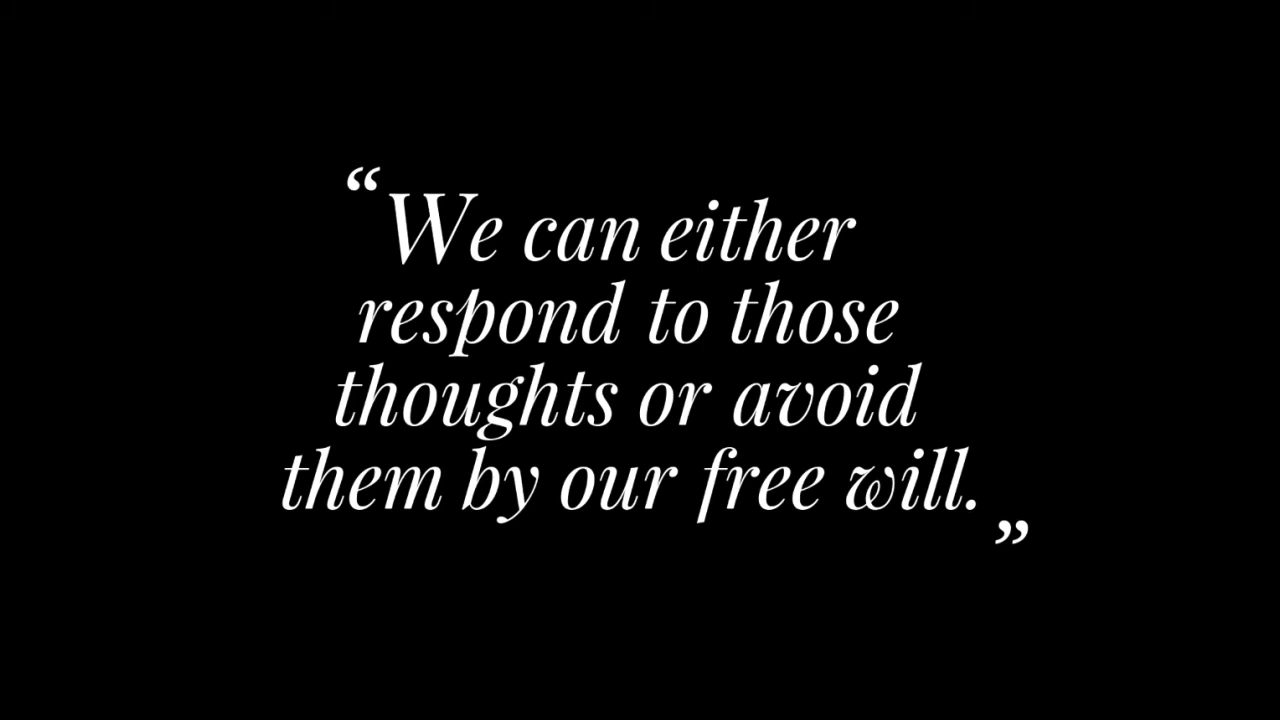 “We can either
respond to those
thoughts or avoid
them by our free will.”